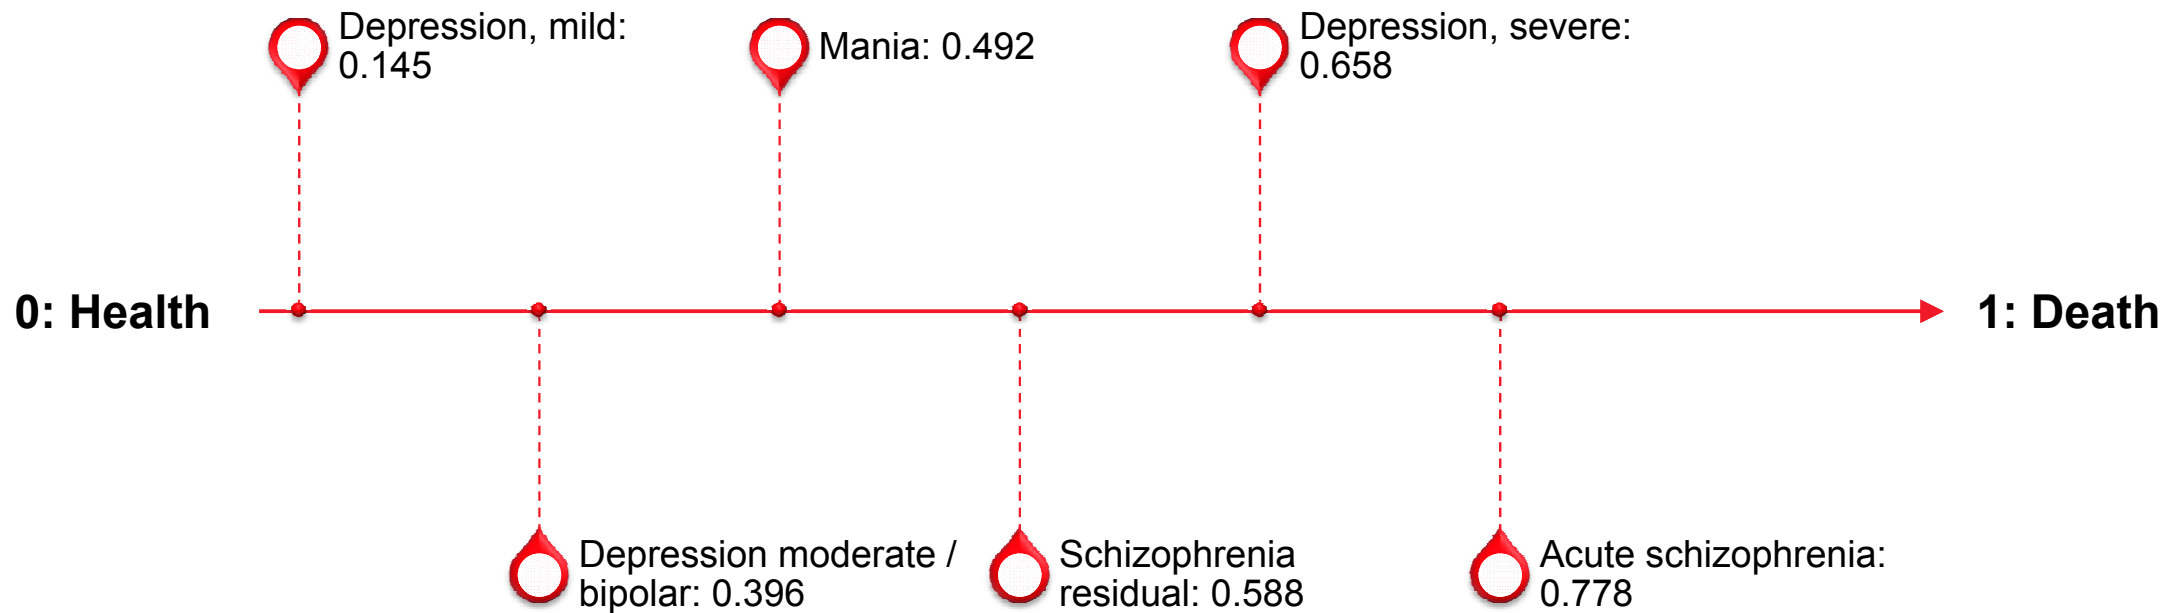 Depression, mild:
0.145
Mania: 0.492
Depression, severe:
0.658
0: Health
1: Death
Depression moderate /
bipolar: 0.396
Schizophrenia
residual: 0.588
Acute schizophrenia:
0.778